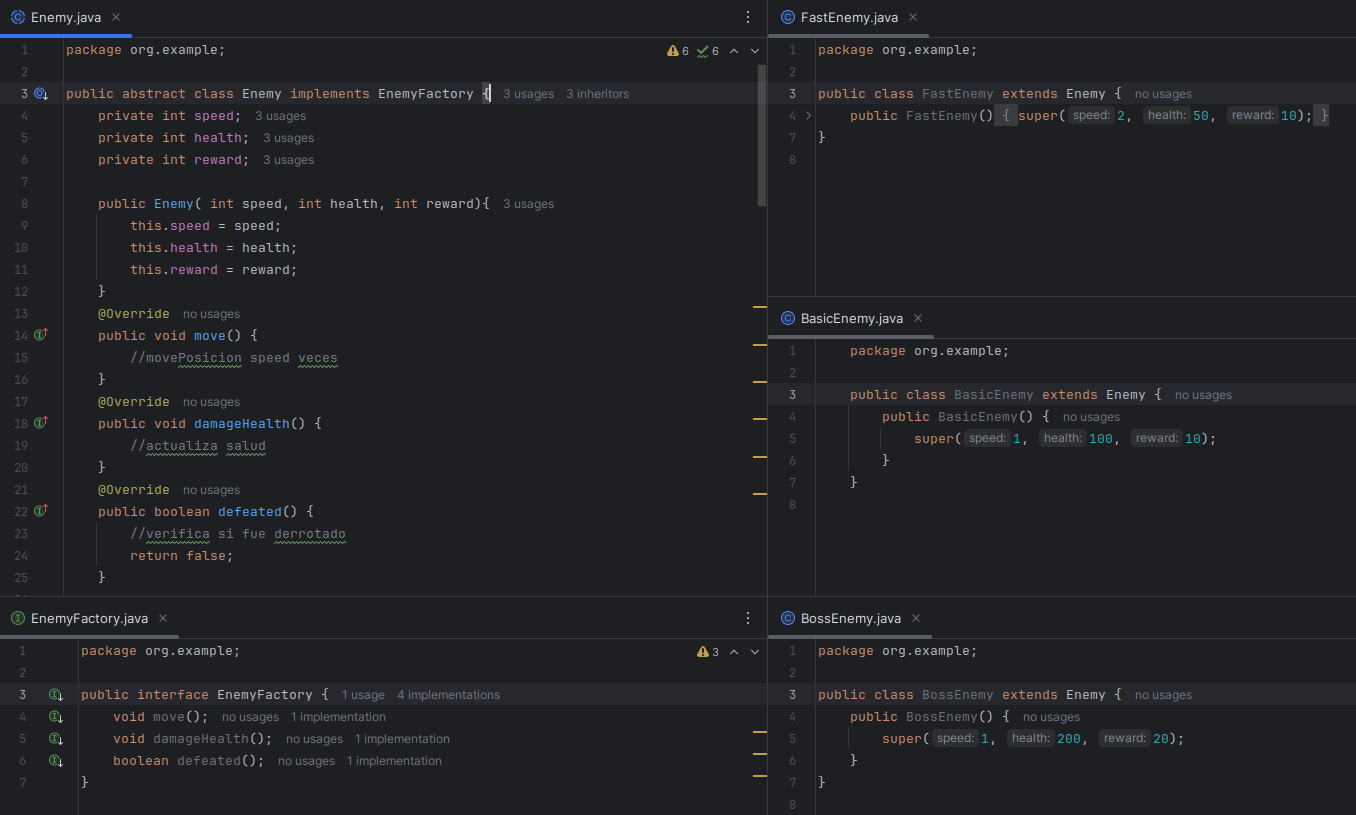 Enemy.java
6 6
1 package org.example;
2
3 public abstract class Enemy implements EnemyFactory { 3 usages 3 inheritors
4 private int speed; 3 usages
5 private int health; 3 usages
6 private int reward; 3 usages
7
8 public Enemy( int speed, int health, int reward){ 3 usages
9 this.speed = speed;
10 this.health = health;
11 this.reward = reward;
12 }
13 @Override no usages
14 public void move() {
15 //movePosicion speed veces
16 }
17 @Override no usages
18 public void damageHealth() {
19 //actualiza salud
20 }
21 @Override no usages
22 public boolean defeated() {
23 //verifica si fue derrotado
24 return false;
25 }
FastEnemy.java
1 package org.example;
2
3 public class FastEnemy extends Enemy { no usages
4 public FastEnemy() { super( speed: 2, health: 50, reward: 10); }
7 }
8
BasicEnemy.java
1 package org.example;
2
3 public class BasicEnemy extends Enemy { no usages
4 public BasicEnemy() { no usages
5 super( speed: 1, health: 100, reward: 10);
6 }
7 }
8
EnemyFactory.java
3
1 package org.example;
2
3 public interface EnemyFactory { 1 usage 4 implementations
4 void move(); no usages 1 implementation
5 void damageHealth(); no usages 1 implementation
6 boolean defeated(); no usages 1 implementation
7 }
BossEnemy.java
1 package org.example;
2
3 public class BossEnemy extends Enemy { no usages
4 public BossEnemy() { no usages
5 super( speed: 1, health: 200, reward: 20);
6 }
7 }
8